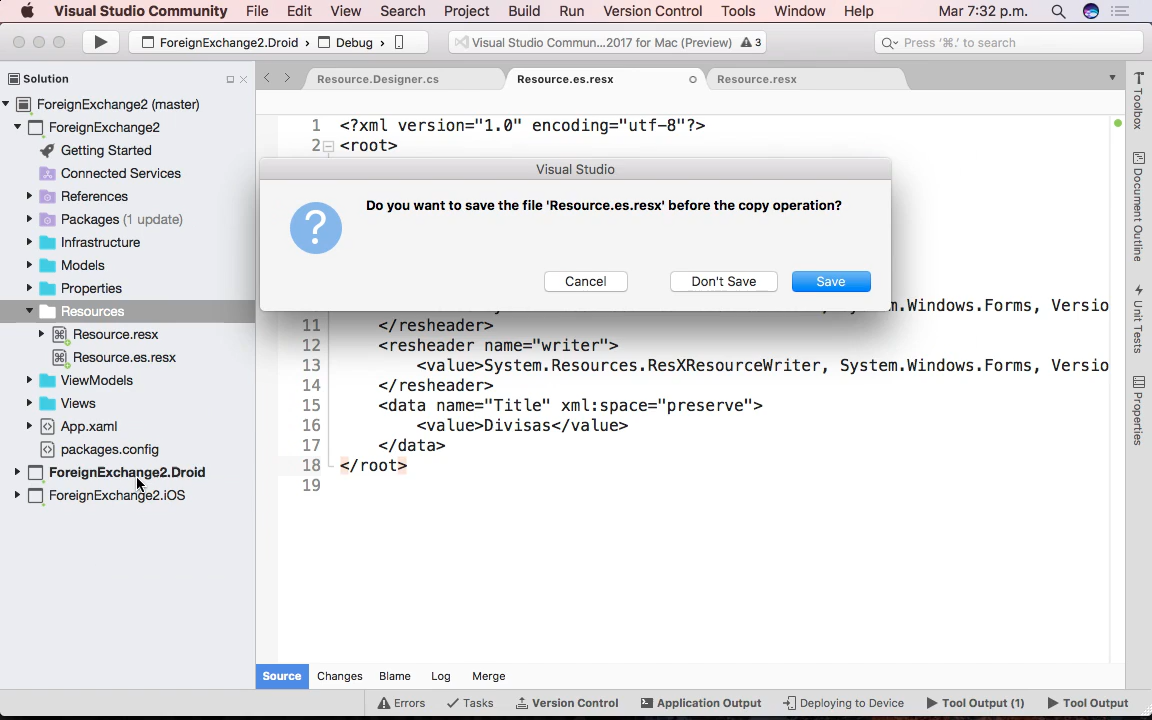 Visual Studio Community File Edit View Search Project Build Run Version Control Tools Window Help Mar 7:32 p.m.
ForeignExchange2.Droid › Debug › Visual Studio Commun...2017 for Mac (Preview) 3 Press '⌘.' to search
Solution
Resource.Designer.cs Resource.es.resx Resource.resx
ForeignExchange2 (master)
ForeignExchange2
Getting Started
Connected Services
References
Packages (1 update)
Infrastructure
Models
Properties
Resources
Resource.resx
Resource.es.resx
ViewModels
Views
App.xaml
packages.config
ForeignExchange2.Droid
ForeignExchange2.iOS
1 <?xml version="1.0" encoding="utf-8"?>
2 <root>
Visual Studio
Do you want to save the file 'Resource.es.resx' before the copy operation?
?
Cancel Don't Save Save
m.Windows.Forms, Versio
11 </resheader>
12 <resheader name="writer">
13 <value>System.Resources.ResXResourceWriter, System.Windows.Forms, Versio
14 </resheader>
15 <data name="Title" xml:space="preserve">
16 <value>Divisas</value>
17 </data>
18 </root>
19
Toolbox
Document Outline
Unit Tests
Properties
Source Changes Blame Log Merge
Errors Tasks Version Control Application Output Deploying to Device Tool Output (1) Tool Output